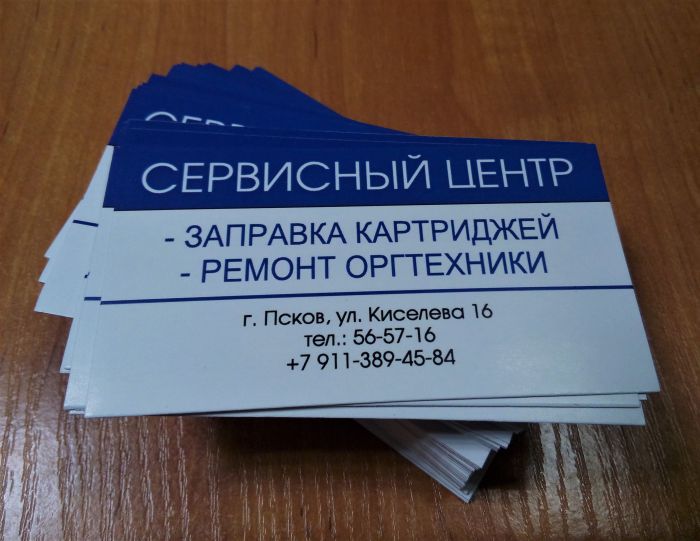 СЕРВИСНЫЙ ЦЕНТР
- ЗАПРАВКА КАРТРИДЖЕЙ
- РЕМОНТ ОРГТЕХНИКИ
г. Псков, ул. Киселева 16
тел.: 56-57-16
+7 911-389-45-84